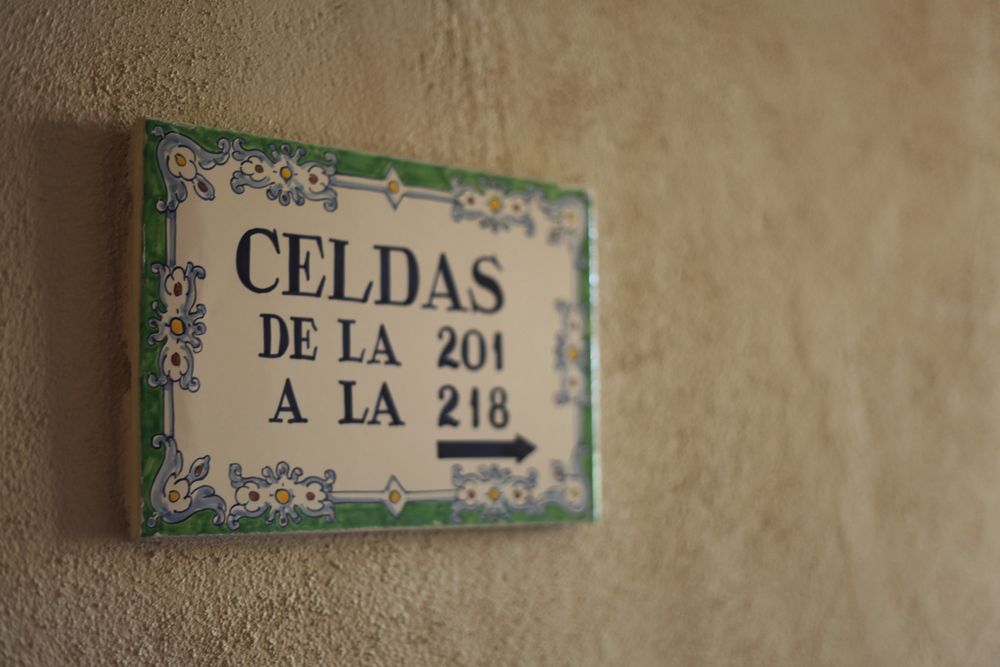 CELDAS
DE LA 201
A LA 218